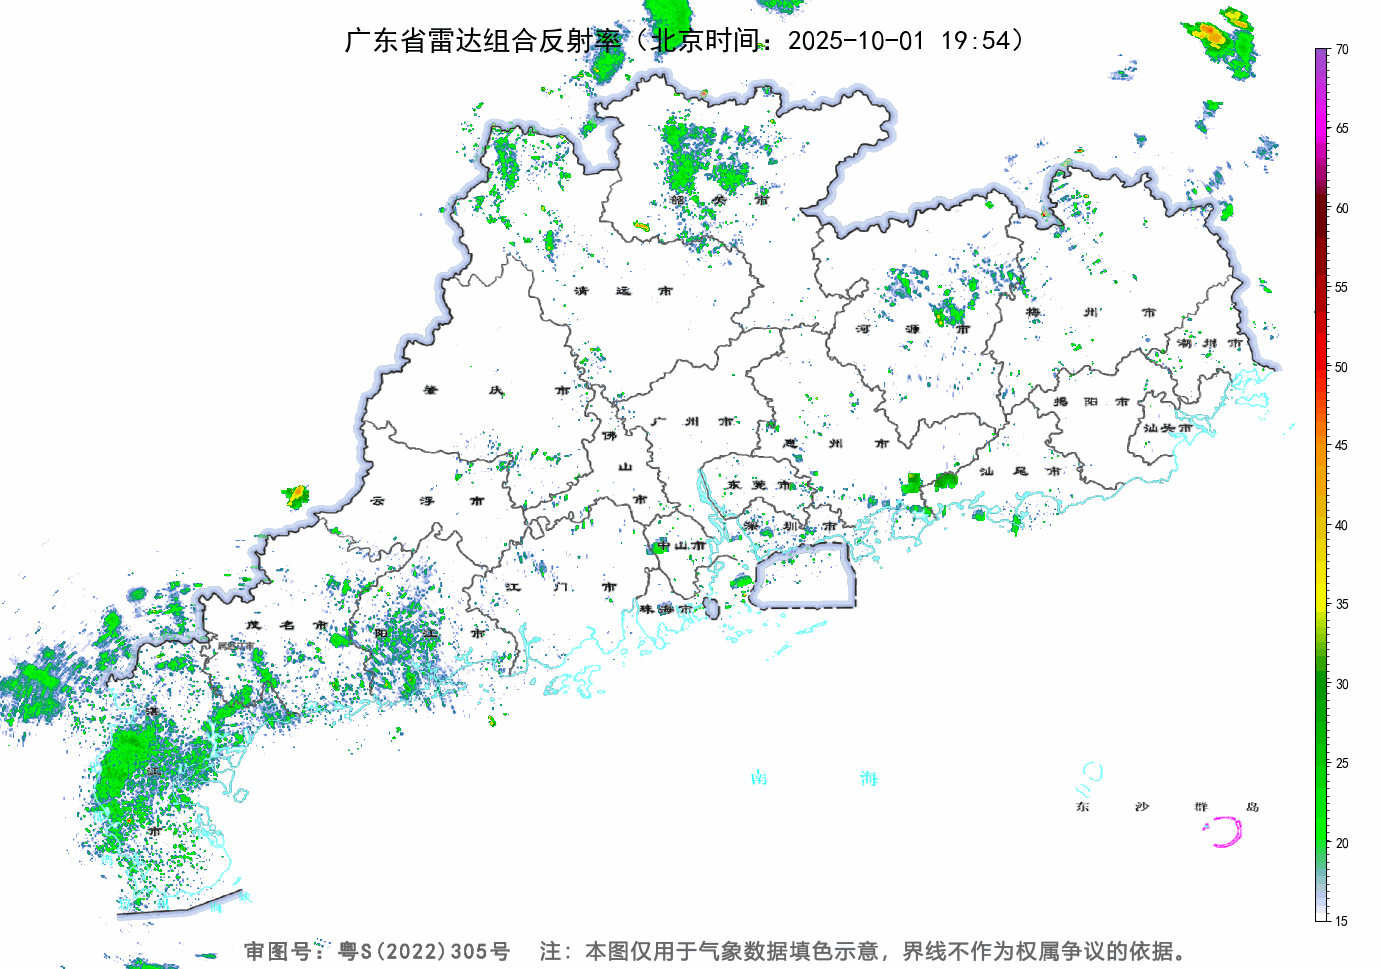 广东省雷达组合反射率（北京时间：2025-10-01 19:54）
70
65
60
55
50
45
40
35
30
25
20
15
韶 关 市
清 远 市
河 源 市
梅 州 市
潮 州 市
肇 庆 市
广 州 市
惠 州 市
揭 阳 市
汕头市
佛 山 市
云 浮 市
东莞市
汕 尾 市
深 圳 市
中山市
江 门 市
珠海市
茂 名 市
阳 江 市
湛 江 市
南 海
东 沙 群 岛
审图号：粤S(2022)305号 注：本图仅用于气象数据填色示意，界线不作为权属争议的依据。